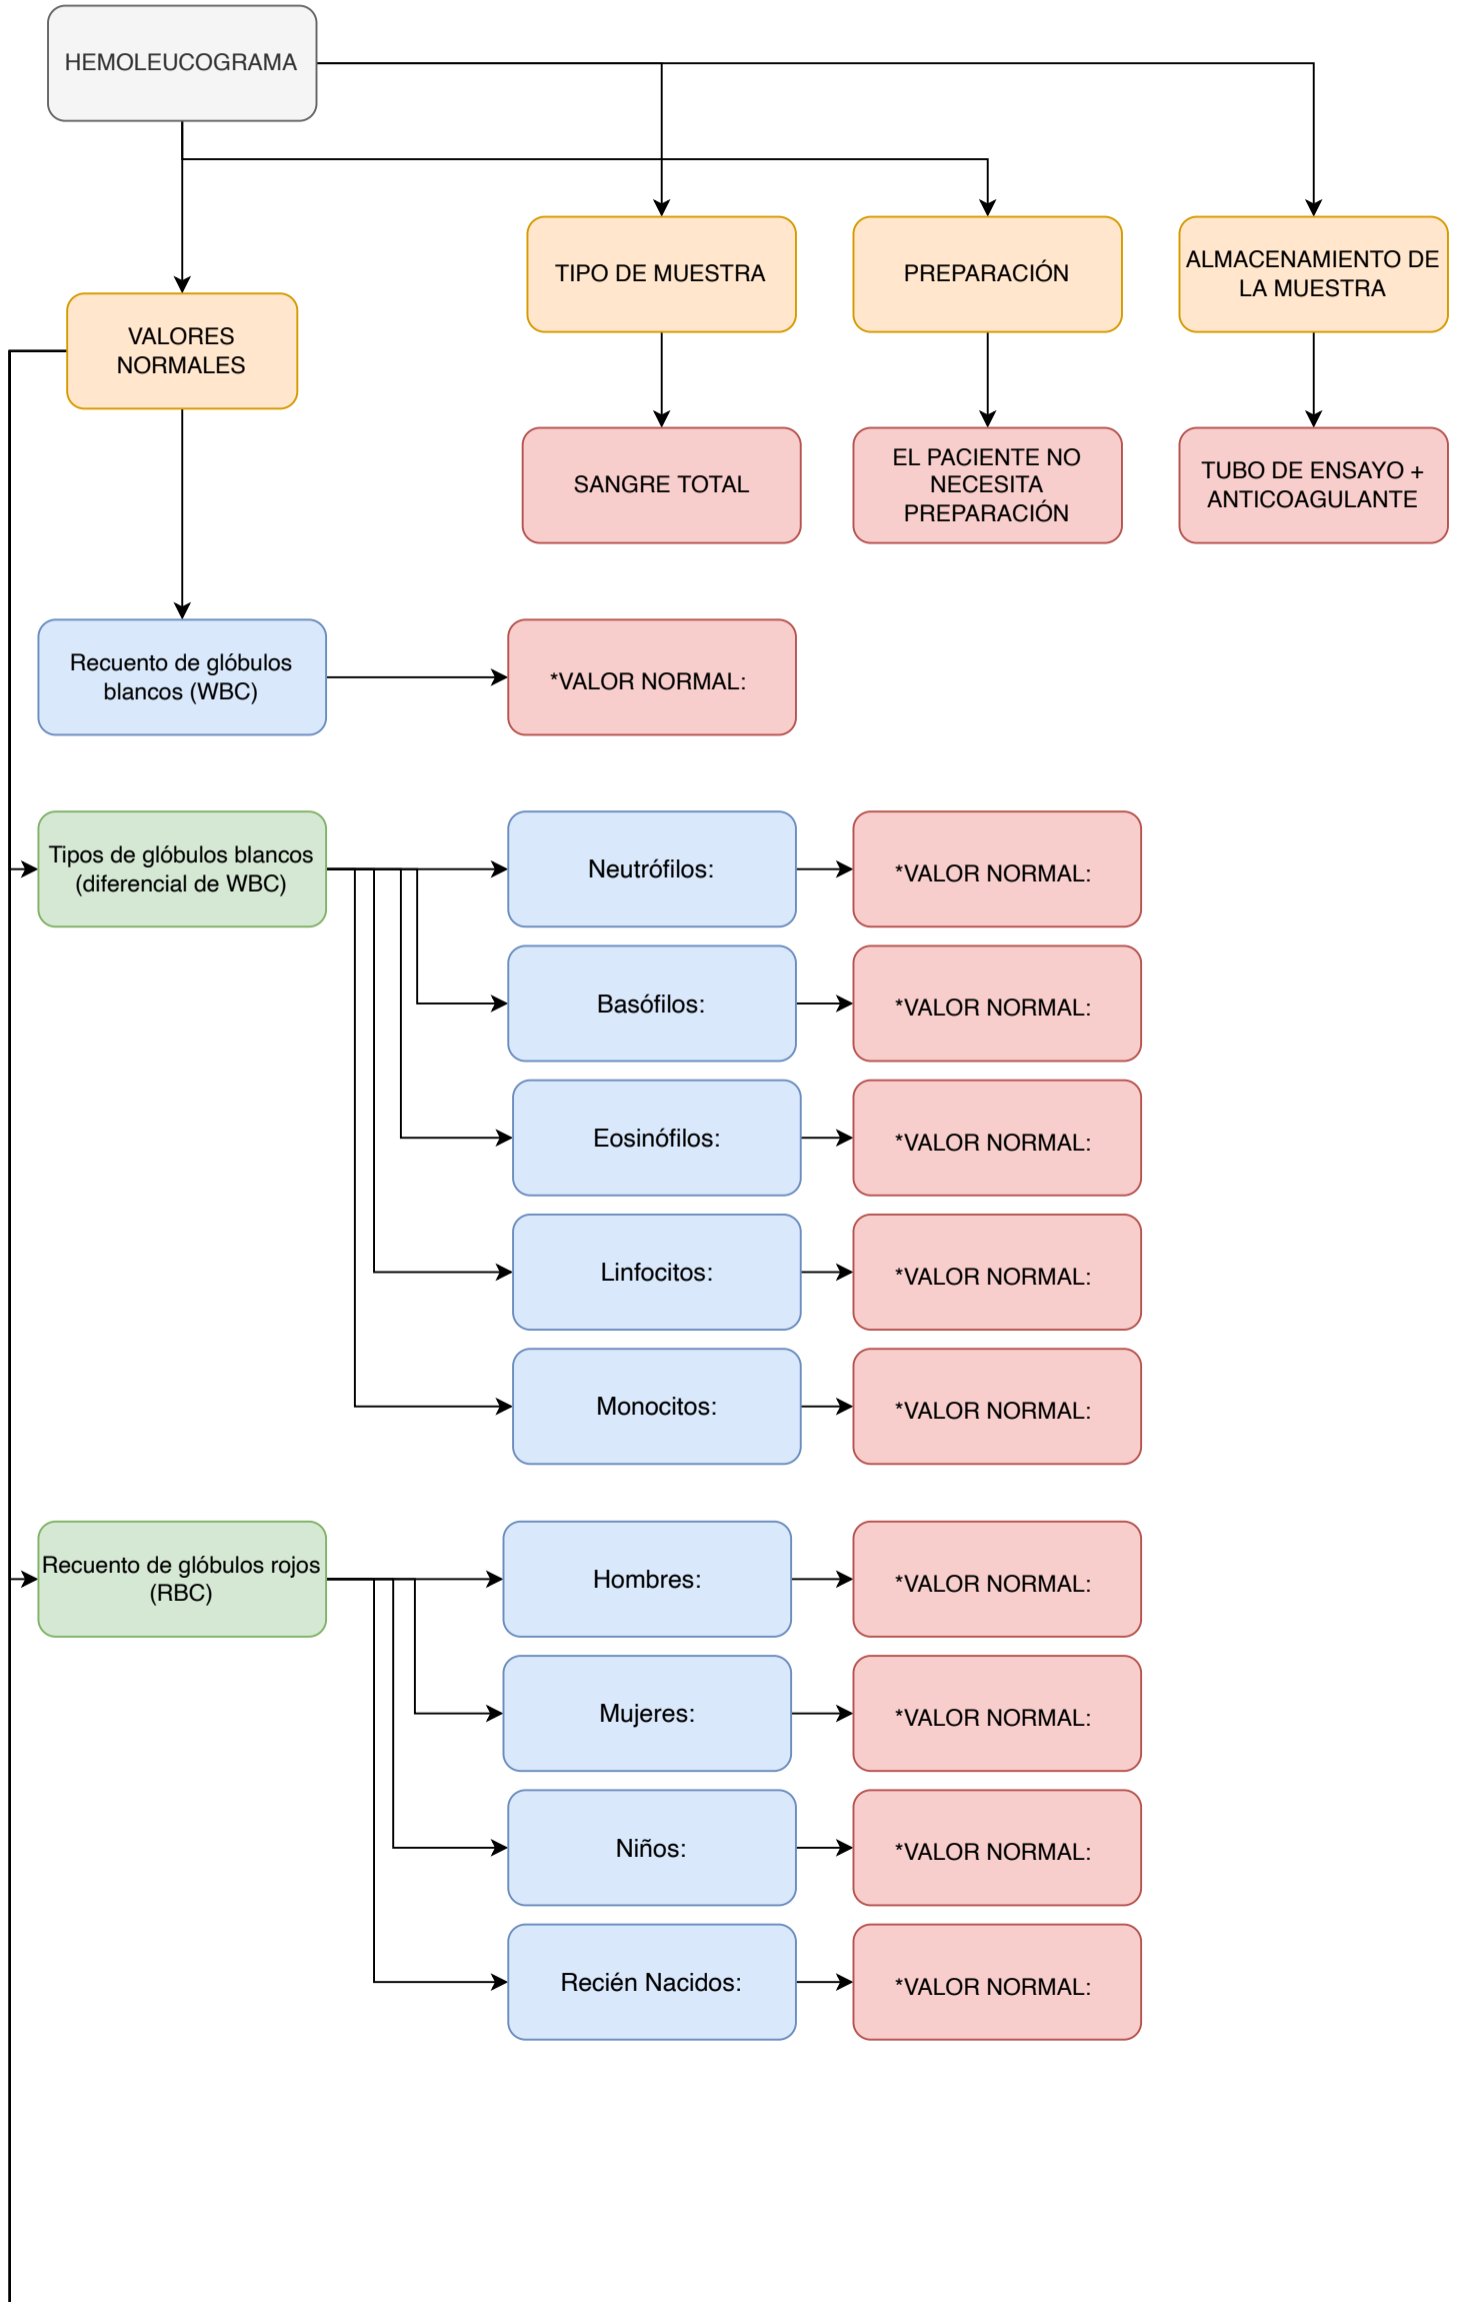 HEMOLEUCOGRAMA
TIPO DE MUESTRA
PREPARACIÓN
ALMACENAMIENTO DE
LA MUESTRA
VALORES
NORMALES
SANGRE TOTAL
EL PACIENTE NO
NECESITA
PREPARACIÓN
TUBO DE ENSAYO +
ANTICOAGULANTE
Recuento de glóbulos
blancos (WBC)
*VALOR NORMAL:
Tipos de glóbulos blancos
(diferencial de WBC)
Neutrófilos:
*VALOR NORMAL:
Basófilos:
*VALOR NORMAL:
Eosinófilos:
*VALOR NORMAL:
Linfocitos:
*VALOR NORMAL:
Monocitos:
*VALOR NORMAL:
Recuento de glóbulos rojos
(RBC)
Hombres:
*VALOR NORMAL:
Mujeres:
*VALOR NORMAL:
Niños:
*VALOR NORMAL:
Recién Nacidos:
*VALOR NORMAL: